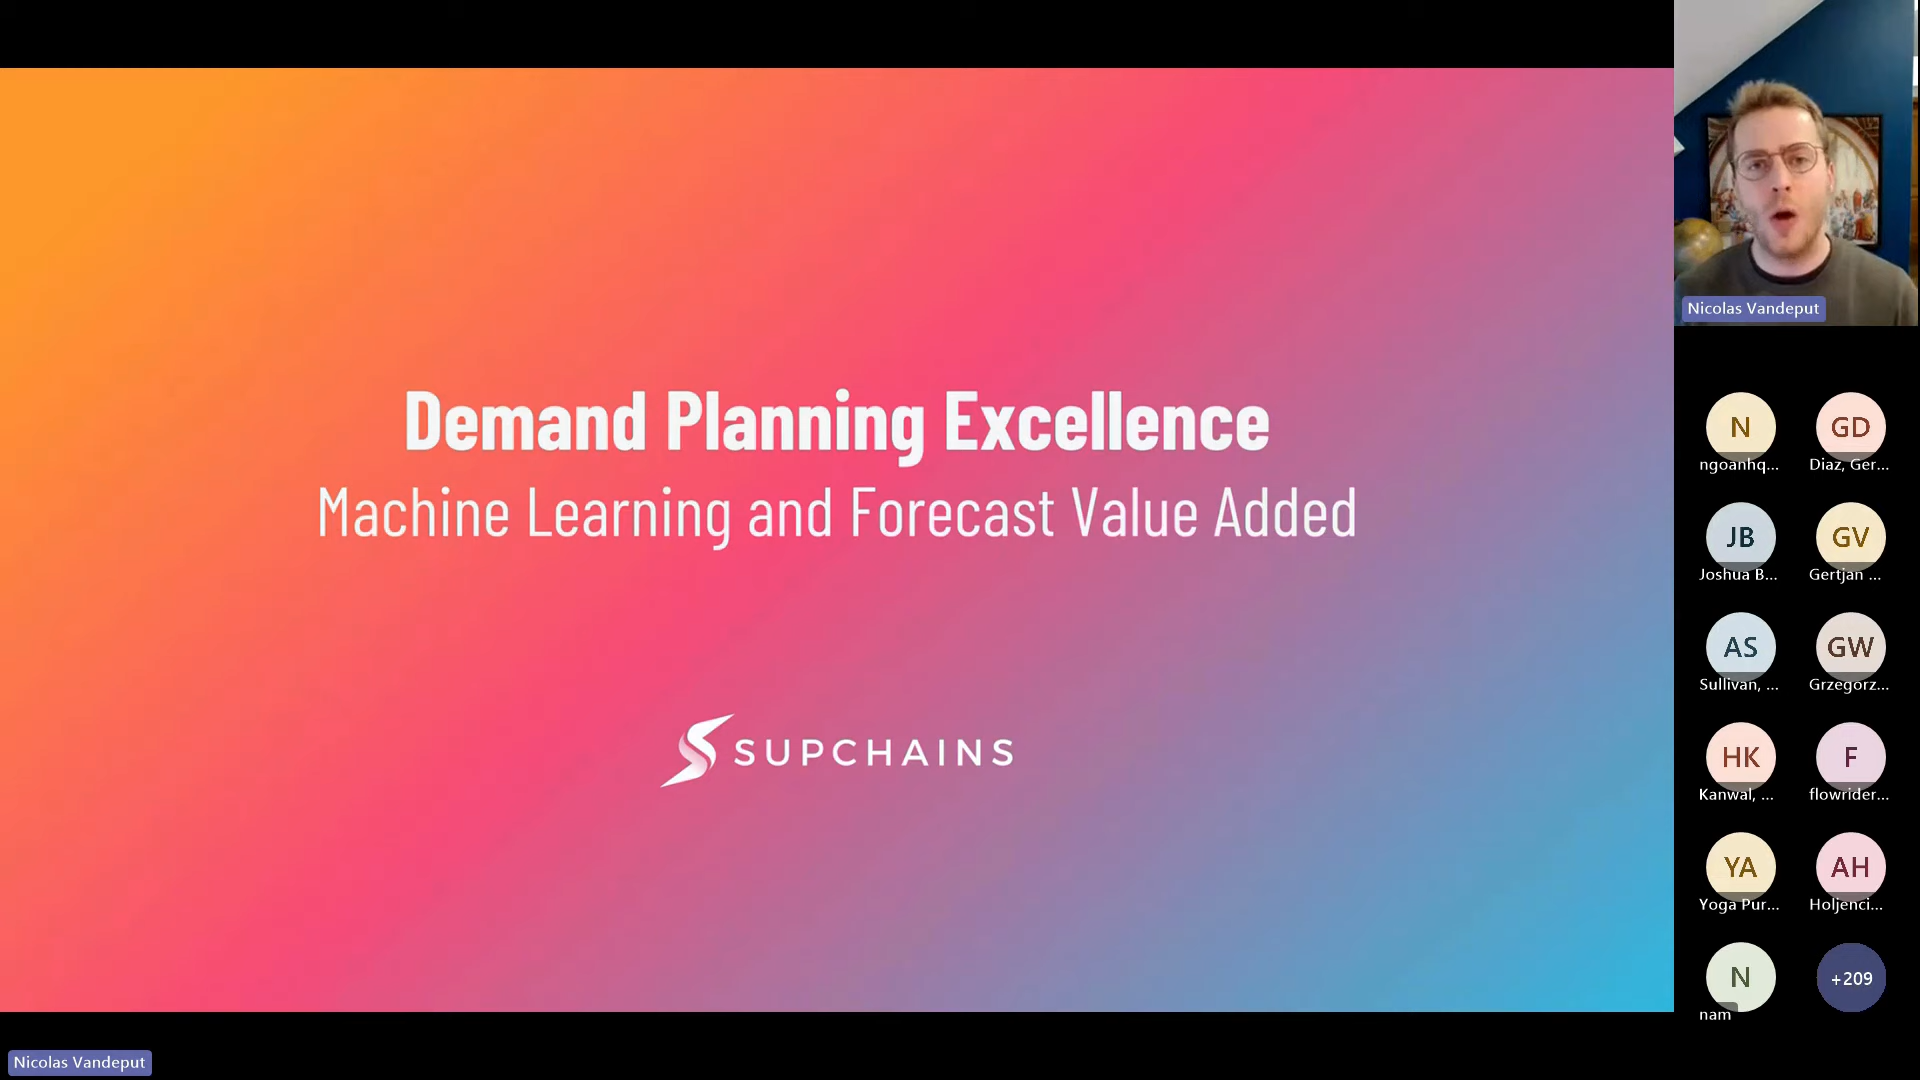 Demand Planning Excellence
Machine Learning and Forecast Value Added
SUPCHAINS
Nicolas Vandeput
N
GD
ngoanhq...
Diaz, Ger...
JB
GV
Joshua B...
Gertjan ...
AS
GW
Sullivan, ...
Grzegorz...
HK
F
Kanwal, ...
flowrider...
YA
AH
Yoga Pur...
Holjenci...
N
+209
nam
Nicolas Vandeput